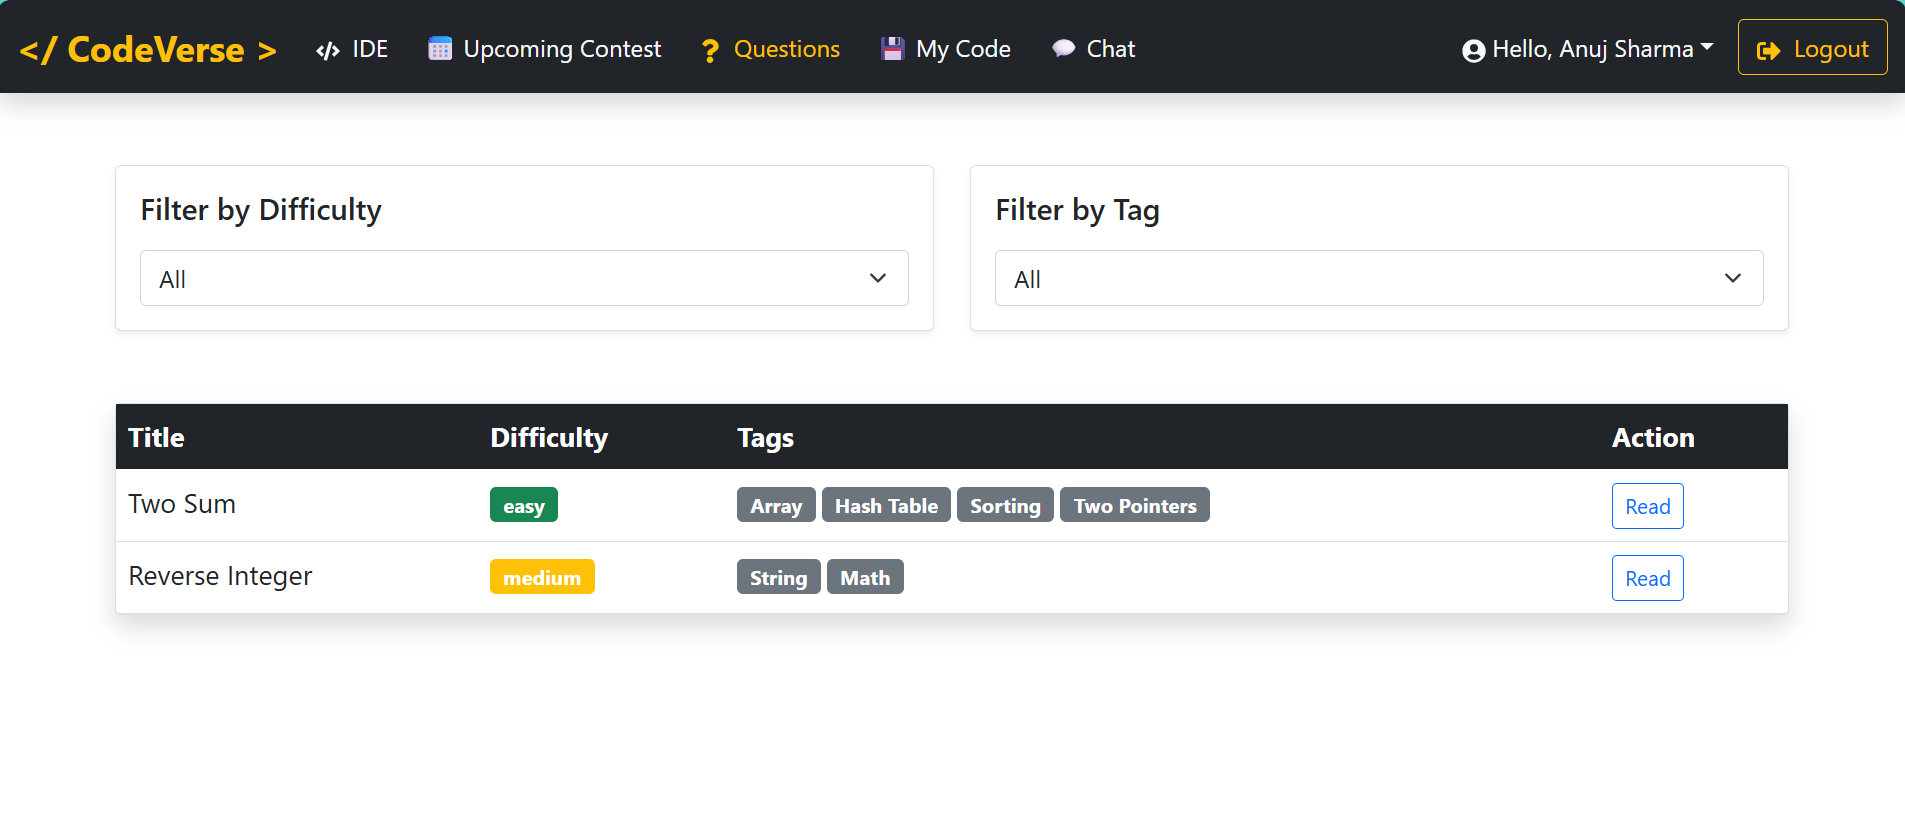 </ CodeVerse > IDE Upcoming Contest Questions My Code Chat Hello, Anuj Sharma Logout
Filter by Difficulty Filter by Tag
All All
Title Difficulty Tags Action
Two Sum easy Array Hash Table Sorting Two Pointers Read
Reverse Integer medium String Math Read